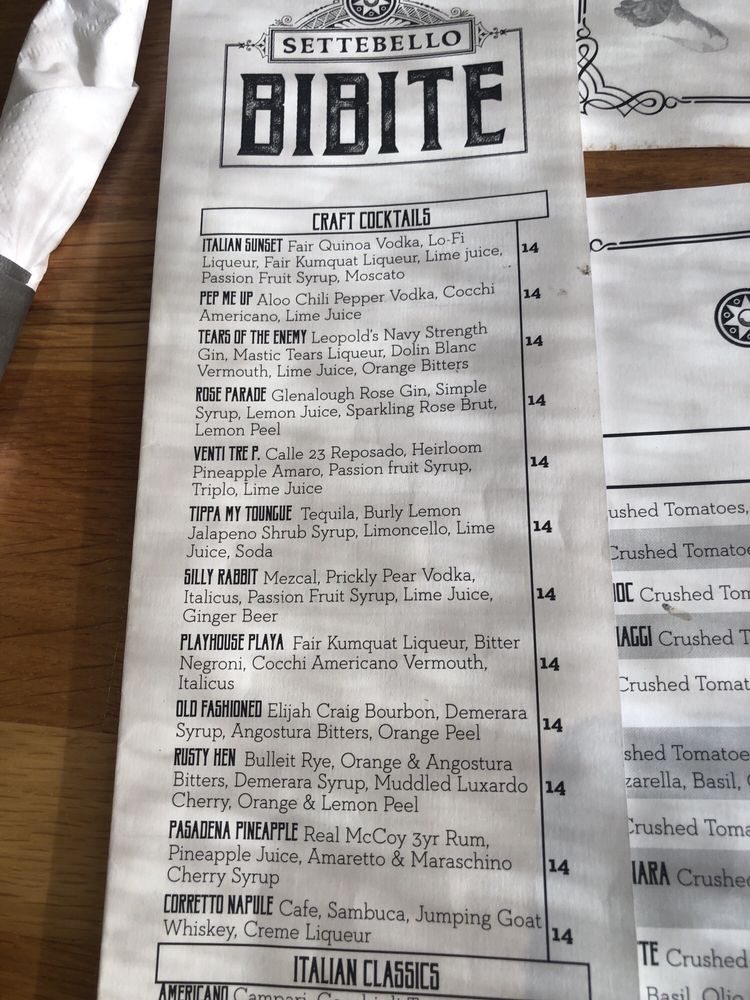 SETTEBELLO
BIBITE
CRAFT COCKTAILS
ITALIAN SUNSET Fair Quinoa Vodka, Lo-Fi 14
Liqueur, Fair Kumquat Liqueur, Lime juice,
Passion Fruit Syrup, Moscato
PEP ME UP Aloo Chili Pepper Vodka, Cocchi 14
Americano, Lime Juice
TEARS OF THE ENEMY Leopold's Navy Strength 14
Gin, Mastic Tears Liqueur, Dolin Blanc
Vermouth, Lime Juice, Orange Bitters
ROSE PARADE Glenalough Rose Gin, Simple 14
Syrup, Lemon Juice, Sparkling Rose Brut,
Lemon Peel
VENTI TRE P. Calle 23 Reposado, Heirloom 14
Pineapple Amaro, Passion fruit Syrup,
Triplo, Lime Juice
TIPPA MY TOUNGUE Tequila, Burly Lemon 14
Jalapeno Shrub Syrup, Limoncello, Lime
Juice, Soda
SILLY RABBIT Mezcal, Prickly Pear Vodka, 14
Italicus, Passion Fruit Syrup, Lime Juice,
Ginger Beer
PLAYHOUSE PLAYA Fair Kumquat Liqueur, Bitter 14
Negroni, Cocchi Americano Vermouth,
Italicus
OLD FASHIONED Elijah Craig Bourbon, Demerara 14
Syrup, Angostura Bitters, Orange Peel
RUSTY HEN Bulleit Rye, Orange & Angostura 14
Bitters, Demerara Syrup, Muddled Luxardo
Cherry, Orange & Lemon Peel
PASADENA PINEAPPLE Real McCoy 3yr Rum, 14
Pineapple Juice, Amaretto & Maraschino
Cherry Syrup
CORRETTO NAPULE Cafe, Sambuca, Jumping Goat 14
Whiskey, Creme Liqueur
ITALIAN CLASSICS
AMERICANO Campari,
ushed Tomatoes,
Crushed Tomatoe
OC Crushed Tom
AGGI Crushed T
Crushed Tomat
shed Tomatoe
zarella, Basil,
Crushed Toma
NARA Crushe
TE Crushed
Basil,